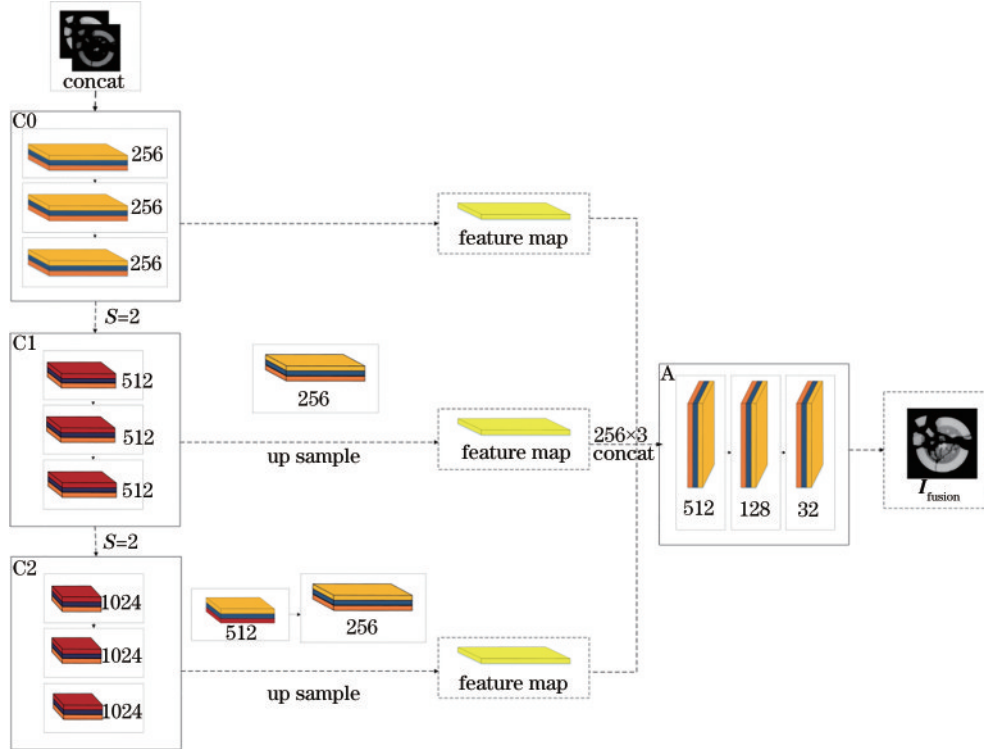 concat
C0
256
256
256
feature map
S=2
C1
512
512
512
256
up sample
feature map
256×3
concat
A
512
128
32
I fusion
S=2
C2
1024
1024
1024
512
256
up sample
feature map